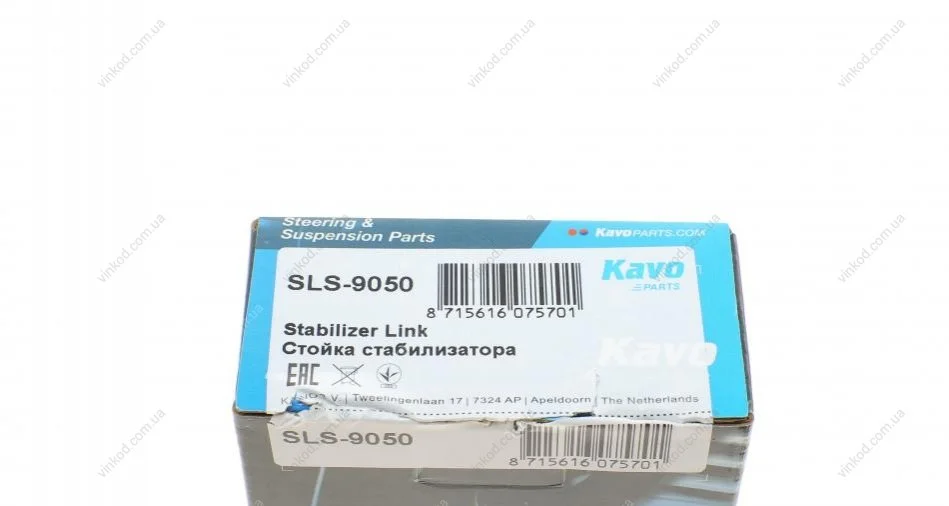 vinkod.com.ua
Steering &
Suspension Parts
KavoPARTS.COM
SLS-9050
8 715616 075701
Kavo
PARTS
Stabilizer Link
Стойка стабилизатора
Kavo
EAC
Tweelingenlaan 17 | 7324 AP | Apeldoorn | The Netherlands
SLS-9050
8 715616 075701